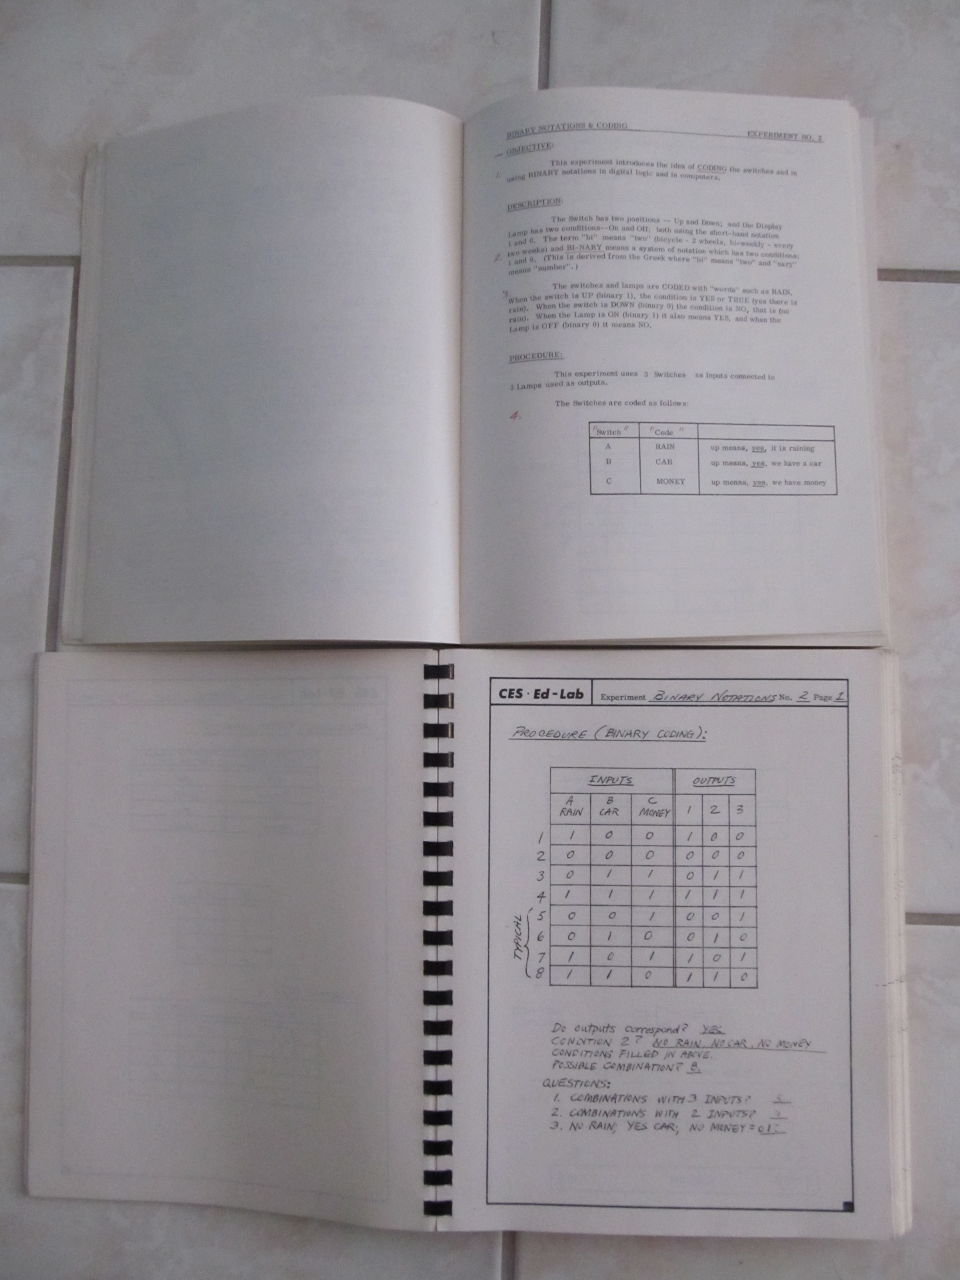 BINARY NOTATIONS & CODING EXPERIMENT NO. 2
OBJECTIVE:
This experiment introduces the idea of CODING the switches and in
1. using BINARY notations in digital logic and in computers.
DESCRIPTION:
The Switch has two positions -- Up and Down; and the Display
Lamp has two conditions--On and Off; both using the short-hand notation
1 and 0. The term "bi" means "two" (bicycle - 2 wheels, bi-weekly - every
2. two weeks) and BI-NARY means a system of notation which has two conditions;
1 and 0. (This is derived from the Greek where "bi" means "two" and "nary"
means "number".)
3. The switches and lamps are CODED with "words" such as RAIN.
When the switch is UP (binary 1), the condition is YES or TRUE (yes there is
rain). When the switch is DOWN (binary 0) the condition is NO, that is (no
rain). When the Lamp is ON (binary 1) it also means YES, and when the
Lamp is OFF (binary 0) it means NO.
PROCEDURE:
This experiment uses 3 Switches as inputs connected to
3 Lamps used as outputs.
The Switches are coded as follows:
4.
"Switch" "Code"
A RAIN up means, yes, it is raining
B CAR up means, yes, we have a car
C MONEY up means, yes, we have money
CES·Ed-Lab Experiment BINARY NOTATIONS No. 2 Page 1
PROCEDURE (BINARY CODING):
INPUTS OUTPUTS
A RAIN B CAR C MONEY 1 2 3
1 1 0 0 1 0 0
2 0 0 0 0 0 0
3 0 1 1 0 1 1
4 1 1 1 1 1 1
5 0 0 1 0 0 1
6 0 1 0 0 1 0
7 1 0 1 1 0 1
8 1 1 0 1 1 0
TYPICAL
Do outputs correspond? yes
CONDITION 2? NO RAIN, NO CAR, NO MONEY
CONDITIONS FILLED IN ABOVE.
POSSIBLE COMBINATION? 8
QUESTIONS:
1. COMBINATIONS WITH 3 INPUTS?
2. COMBINATIONS WITH 2 INPUTS?
3. NO RAIN; YES CAR; NO MONEY =